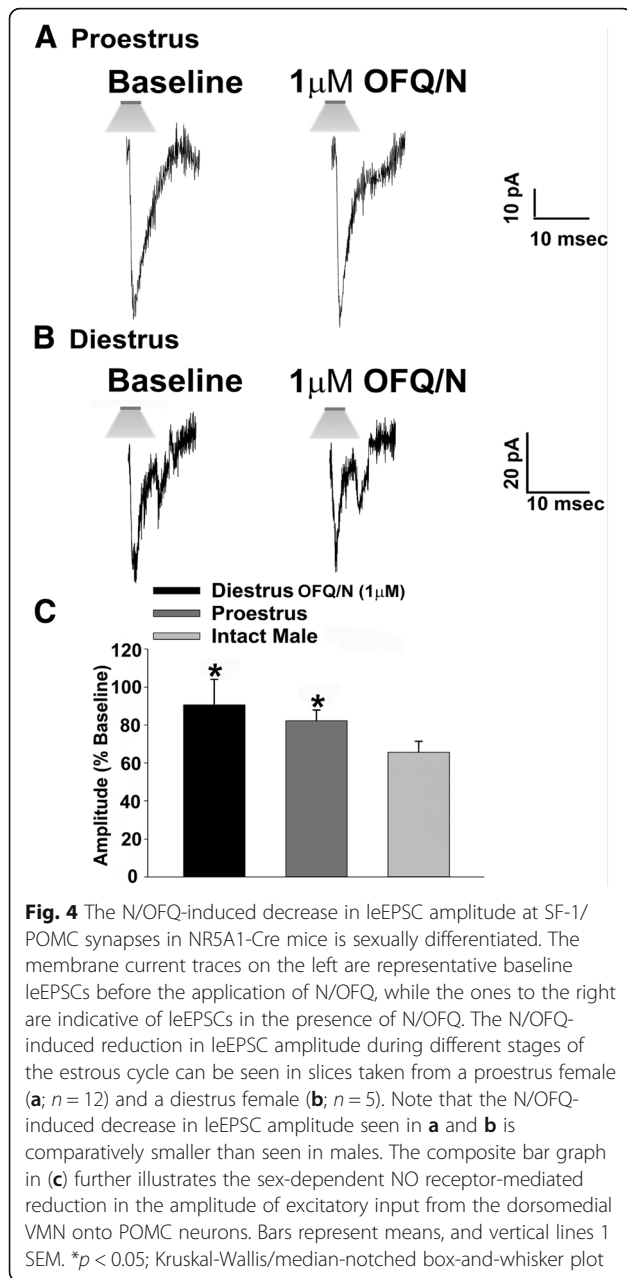 A Proestrus
Baseline
1μM OFQ/N
10 pA
10 msec
B Diestrus
Baseline
1μM OFQ/N
20 pA
10 msec
C
Diestrus OFQ/N (1μM)
Proestrus
Intact Male
Amplitude (% Baseline)
120
100
80
60
40
20
0
*
*
Fig. 4 The N/OFQ-induced decrease in leEPSC amplitude at SF-1/
POMC synapses in NR5A1-Cre mice is sexually differentiated. The
membrane current traces on the left are representative baseline
leEPSCs before the application of N/OFQ, while the ones to the right
are indicative of leEPSCs in the presence of N/OFQ. The N/OFQ-
induced reduction in leEPSC amplitude during different stages of
the estrous cycle can be seen in slices taken from a proestrus female
(a; n = 12) and a diestrus female (b; n = 5). Note that the N/OFQ-
induced decrease in leEPSC amplitude seen in a and b is
comparatively smaller than seen in males. The composite bar graph
in (c) further illustrates the sex-dependent NO receptor-mediated
reduction in the amplitude of excitatory input from the dorsomedial
VMN onto POMC neurons. Bars represent means, and vertical lines 1
SEM. *p < 0.05; Kruskal-Wallis/median-notched box-and-whisker plot